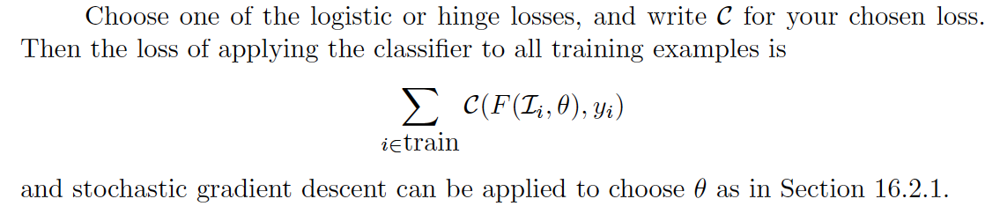 Choose one of the logistic or hinge losses, and write 𝒞 for your chosen loss.
Then the loss of applying the classifier to all training examples is
∑ 𝒞(F(ℐᵢ, θ), yᵢ)
i∈train
and stochastic gradient descent can be applied to choose θ as in Section 16.2.1.